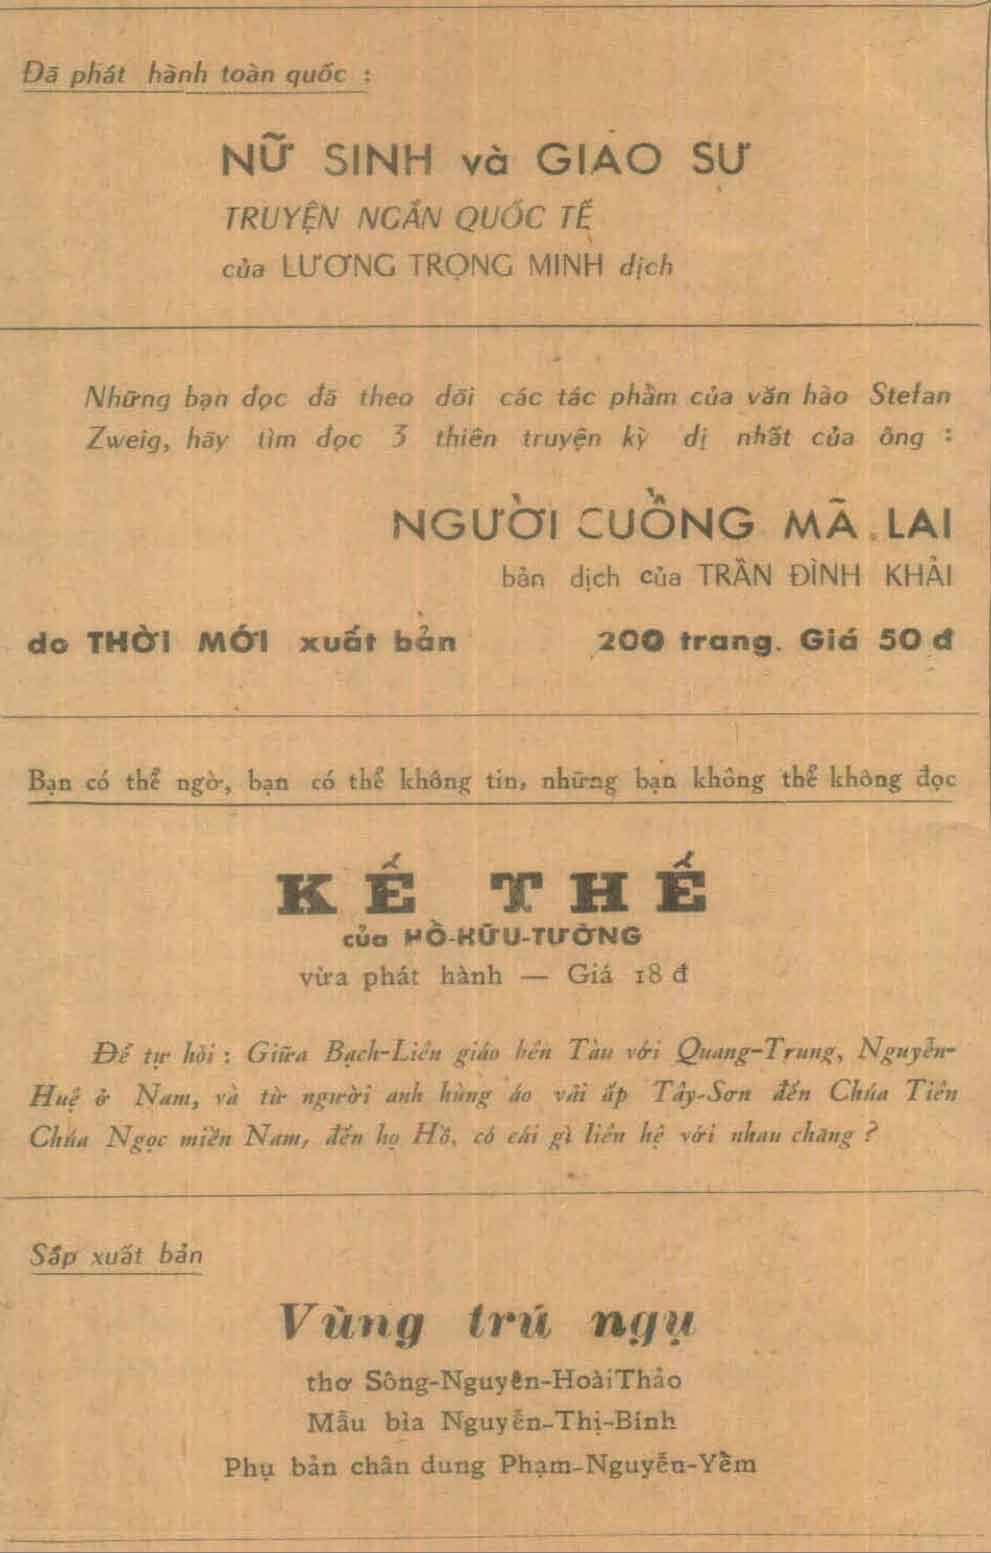 Đã phát hành toàn quốc :
NỮ SINH và GIÁO SƯ
TRUYỆN NGẮN QUỐC TẾ
của LƯƠNG TRỌNG MINH dịch
Những bạn đọc đã theo dõi các tác phẩm của văn hào Stefan
Zweig, hãy tìm đọc 3 thiên truyện kỳ dị nhất của ông :
NGƯỜI CUỒNG MÃ LAI
bản dịch của TRẦN ĐÌNH KHẢI
do THỜI MỚI xuất bản 200 trang. Giá 50 đ
Bạn có thể ngờ, bạn có thể không tin, nhưng bạn không thể không đọc
KẾ THẾ
của HỒ-HỮU-TƯỜNG
vừa phát hành — Giá 18 đ
Để tự hỏi : Giữa Bạch-Liên giáo bên Tàu với Quang-Trung, Nguyễn-
Huệ ở Nam, và từ người anh hùng áo vải ấp Tây-Sơn đến Chúa Tiên
Chúa Ngọc miền Nam, đến họ Hồ, có cái gì liên hệ với nhau chăng ?
Sắp xuất bản
Vùng trú ngụ
thơ Sông-Nguyên-HoàiThảo
Mẫu bìa Nguyễn-Thị-Bính
Phụ bản chân dung Phạm-Nguyễn-Yềm